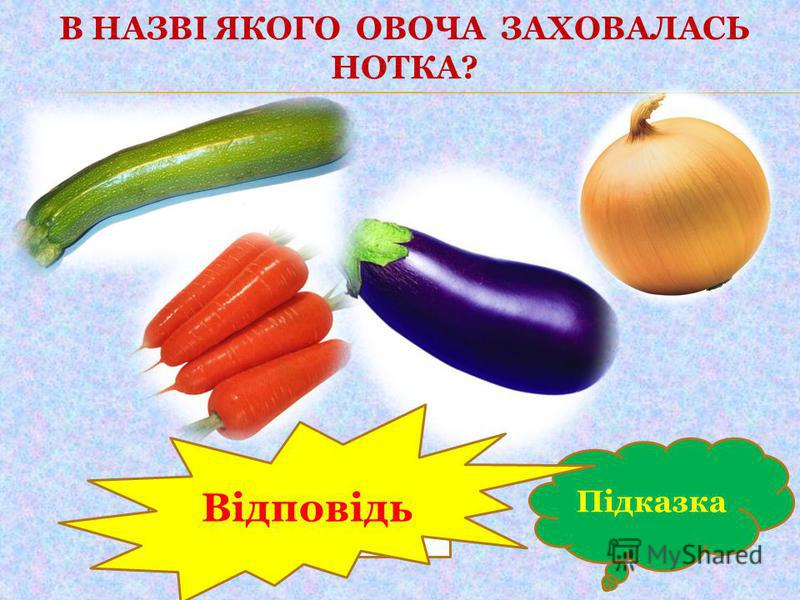 В НАЗВІ ЯКОГО ОВОЧА ЗАХОВАЛАСЬ
НОТКА?
Відповідь
Підказка
MyShared